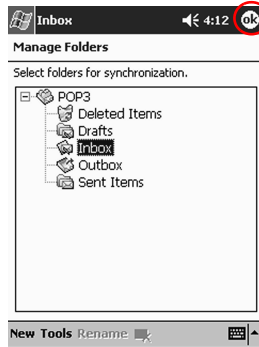 Inbox 4:12 ok
Manage Folders
Select folders for synchronization.
POP3
Deleted Items
Drafts
Inbox
Outbox
Sent Items
New Tools Rename